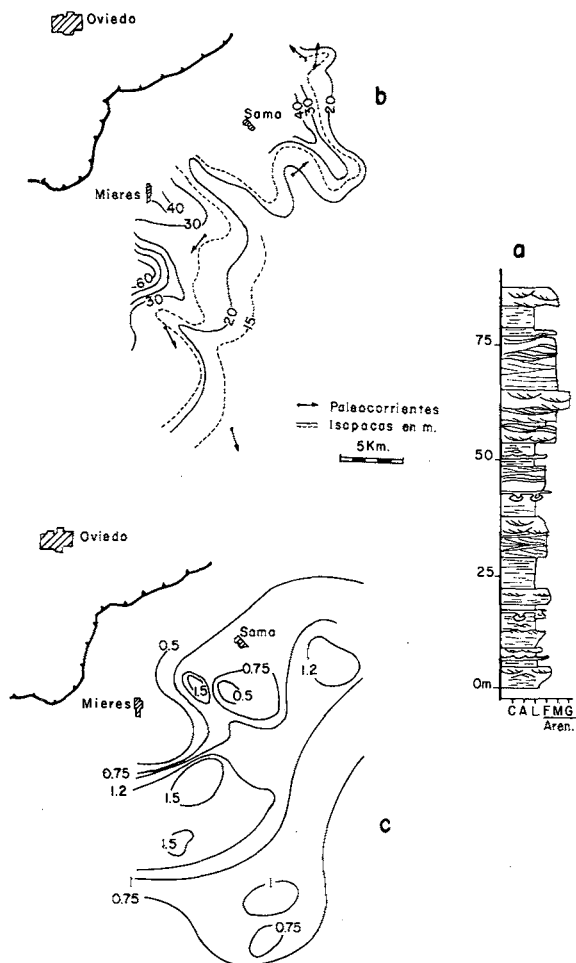 Oviedo
b
40
30
20
Sama
Mieres
40
30
60
30
20
15
a
75
50
25
0m
C A L F M G
Aren.
Paleocorrientes
Isopacas en m.
5Km.
Oviedo
0.5
Sama
0.75
1.2
1.5
0.5
Mieres
0.75
1.2
1.5
c
1.5
1
0.75
1
0.75